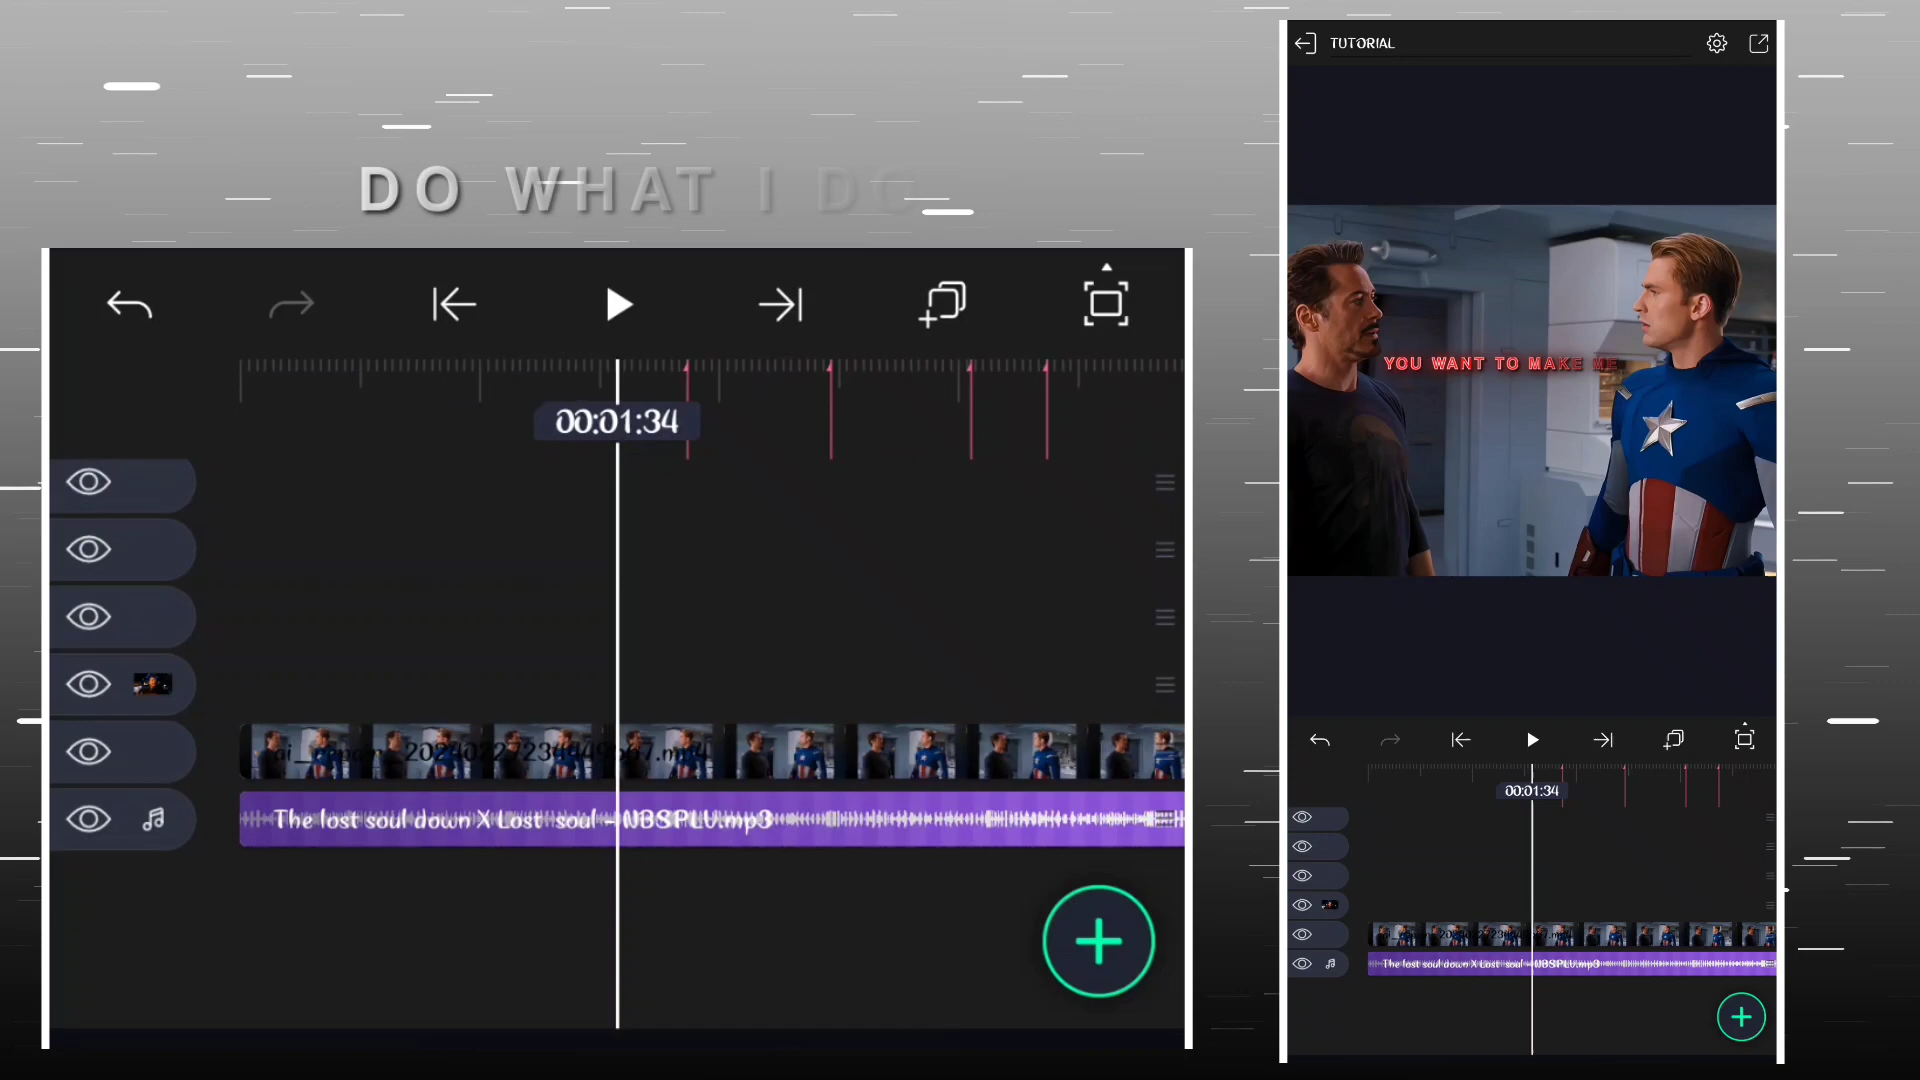 DO WHAT I DO
00:01:34
The lost soul down X Lost soul - NBSPLV.mp3
TUTORIAL
YOU WANT TO MAKE ME
00:01:34
The lost soul down X Lost soul - NBSPLV.mp3